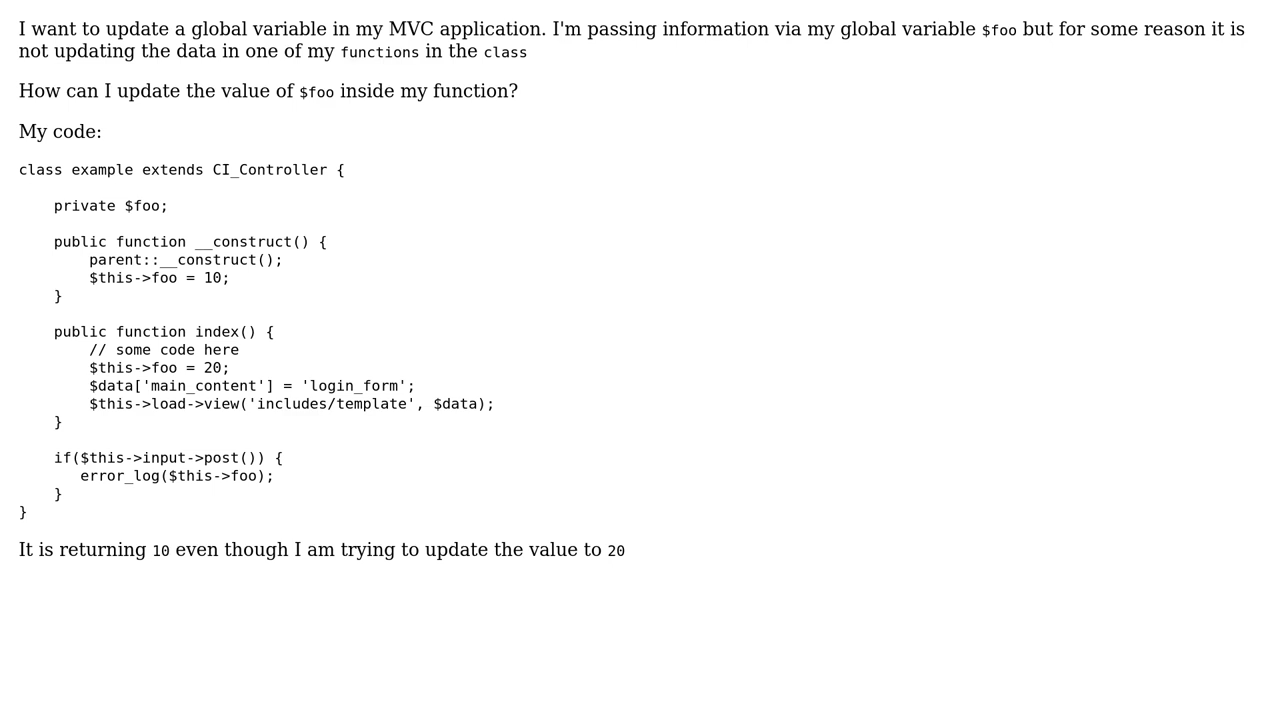 I want to update a global variable in my MVC application. I'm passing information via my global variable $foo but for some reason it is
not updating the data in one of my functions in the class
How can I update the value of $foo inside my function?
My code:
class example extends CI_Controller {
    private $foo;
    public function __construct() {
        parent::__construct();
        $this->foo = 10;
    }
    public function index() {
        // some code here
        $this->foo = 20;
        $data['main_content'] = 'login_form';
        $this->load->view('includes/template', $data);
    }
    if($this->input->post()) {
       error_log($this->foo);
    }
}
It is returning 10 even though I am trying to update the value to 20